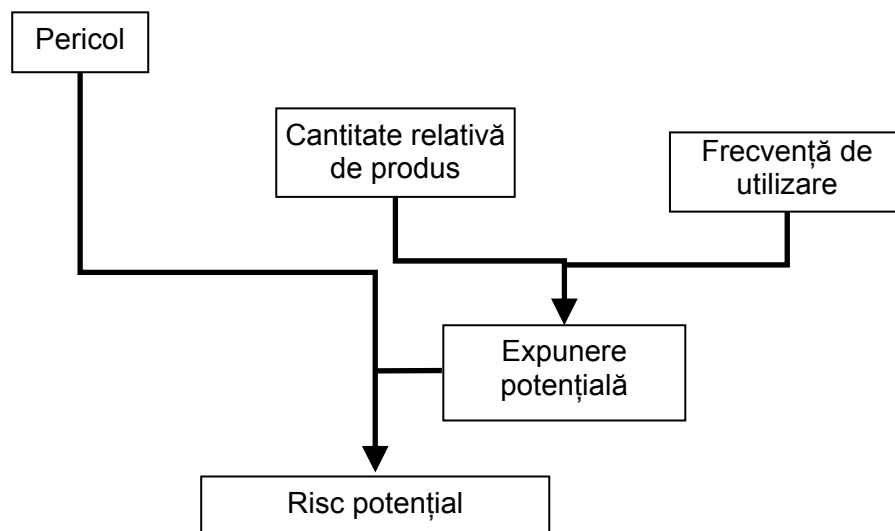 Pericol
Cantitate relativă
de produs
Frecvență de
utilizare
Expunere
potențială
Risc potențial